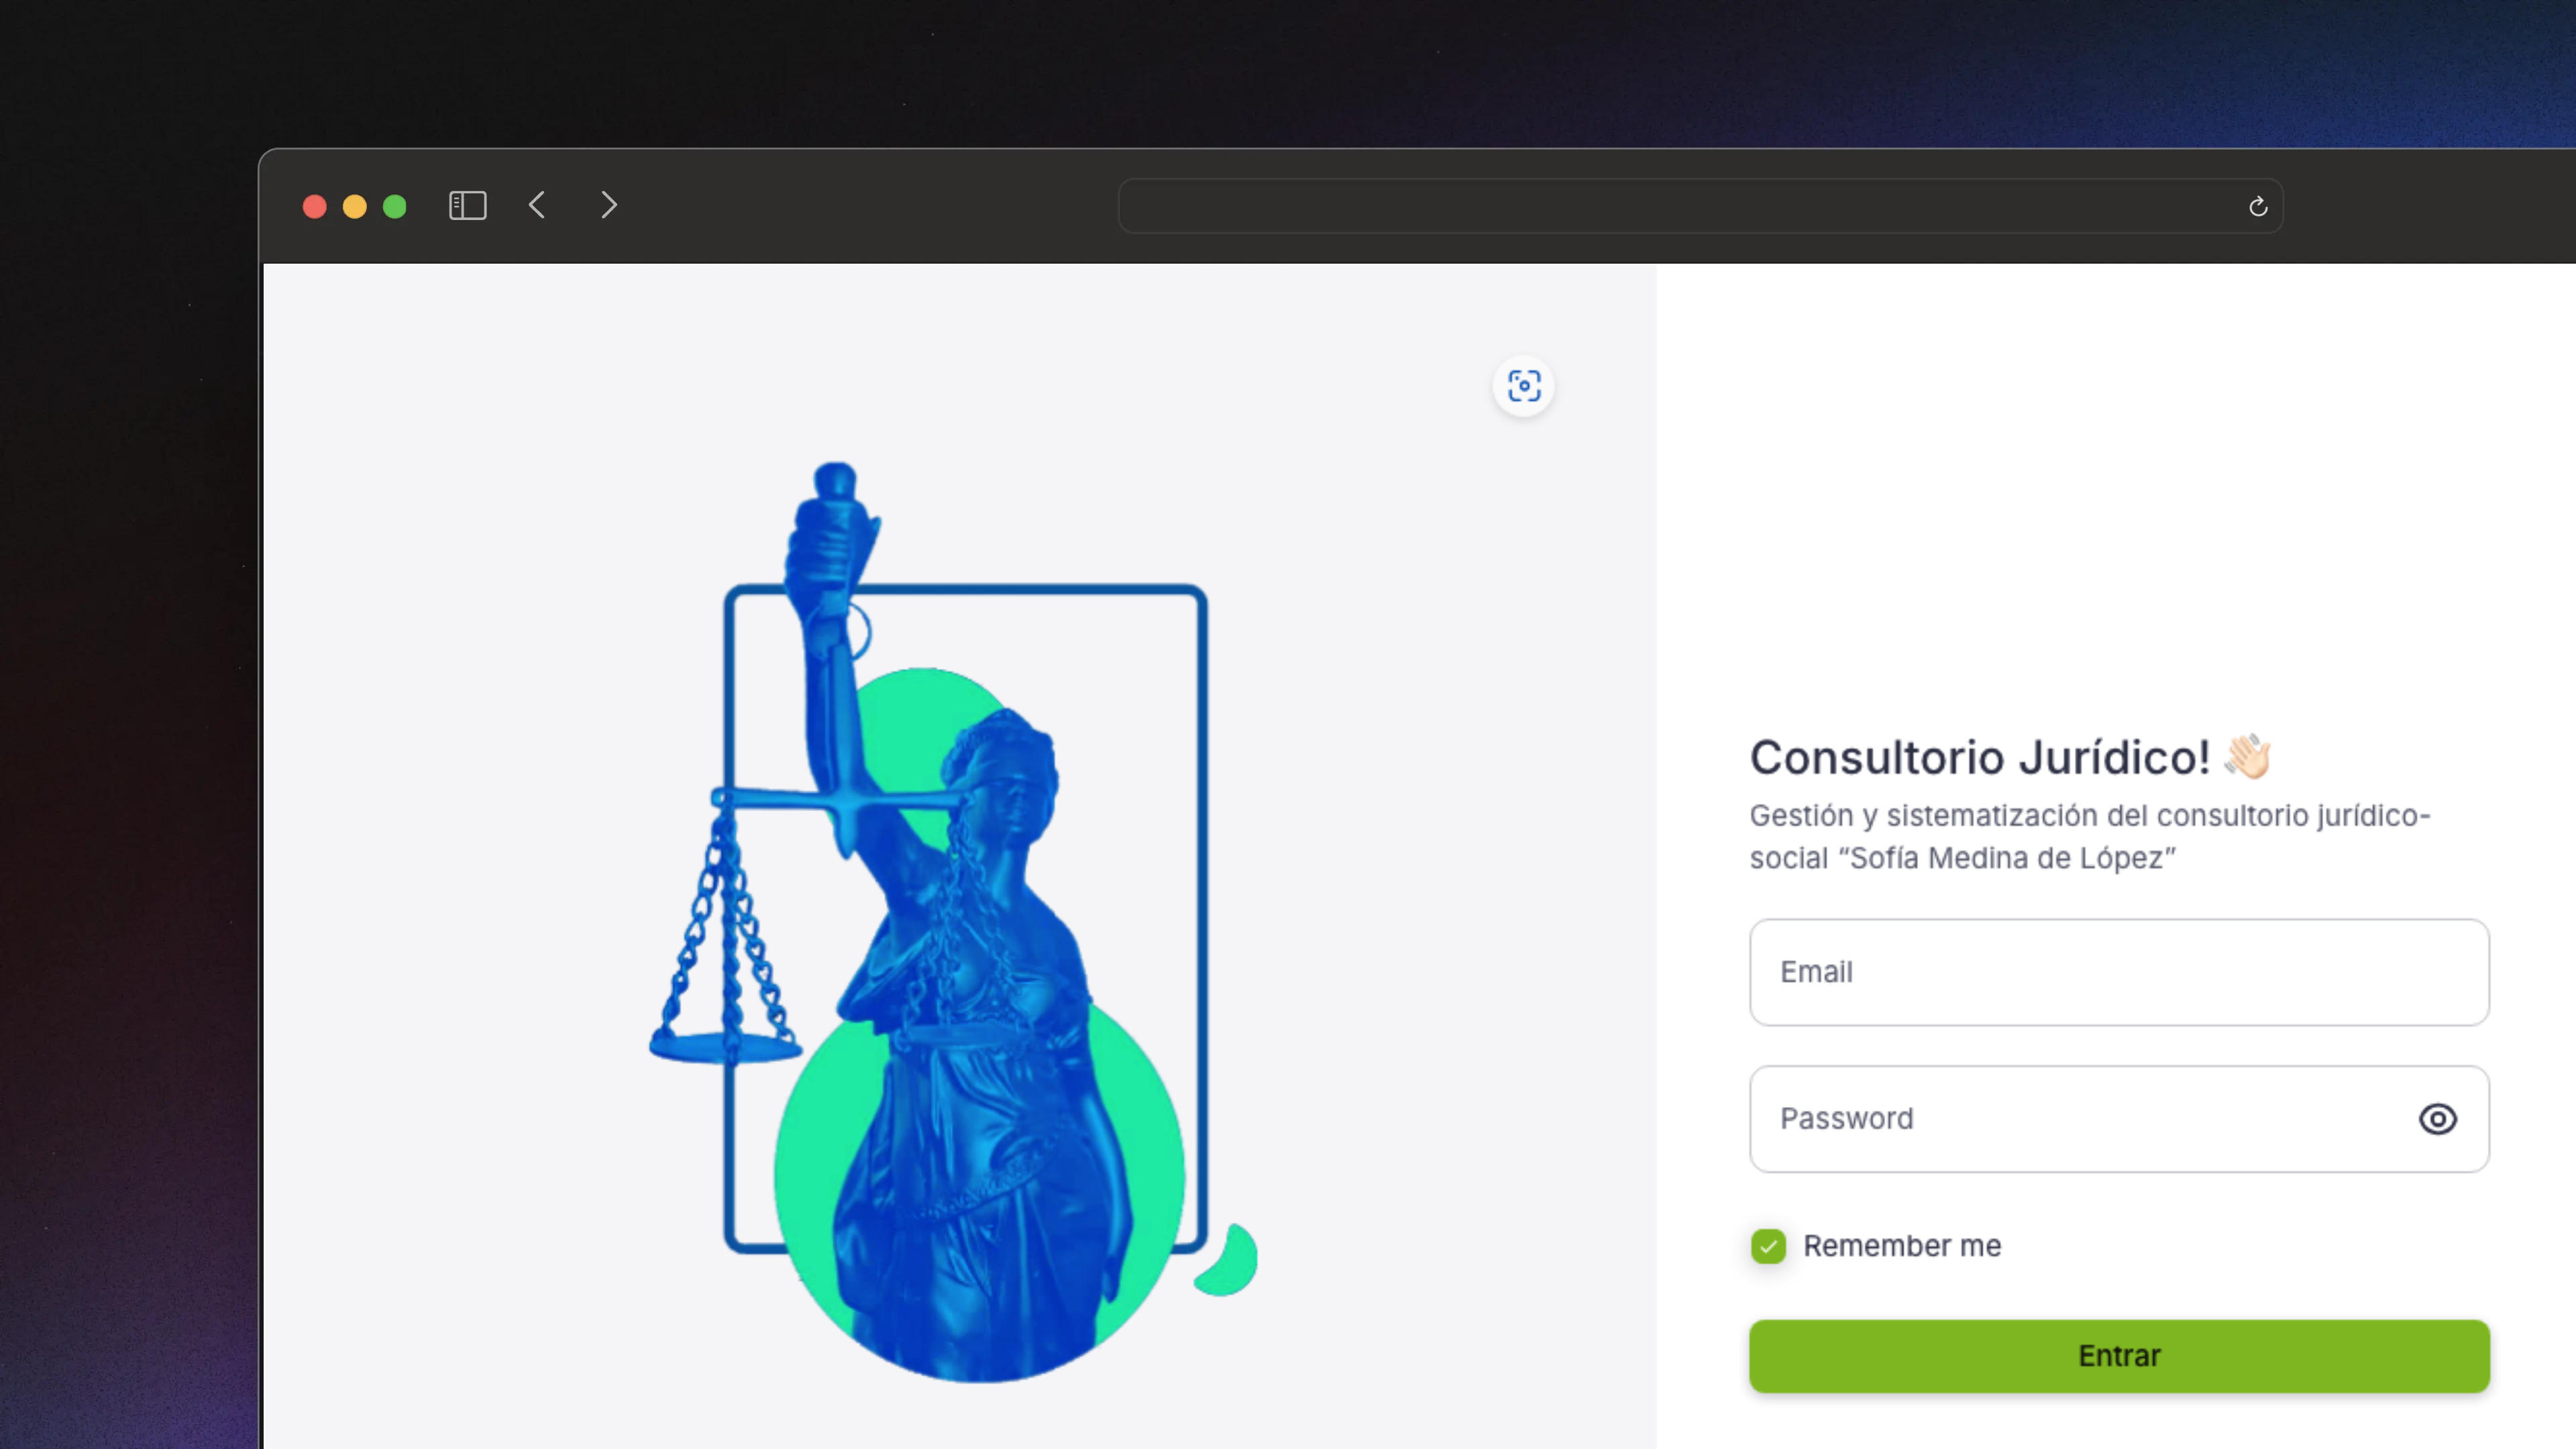 Consultorio Jurídico! 👋🏻
Gestión y sistematización del consultorio jurídico-
social “Sofía Medina de López”
Email
Password
Remember me
Entrar